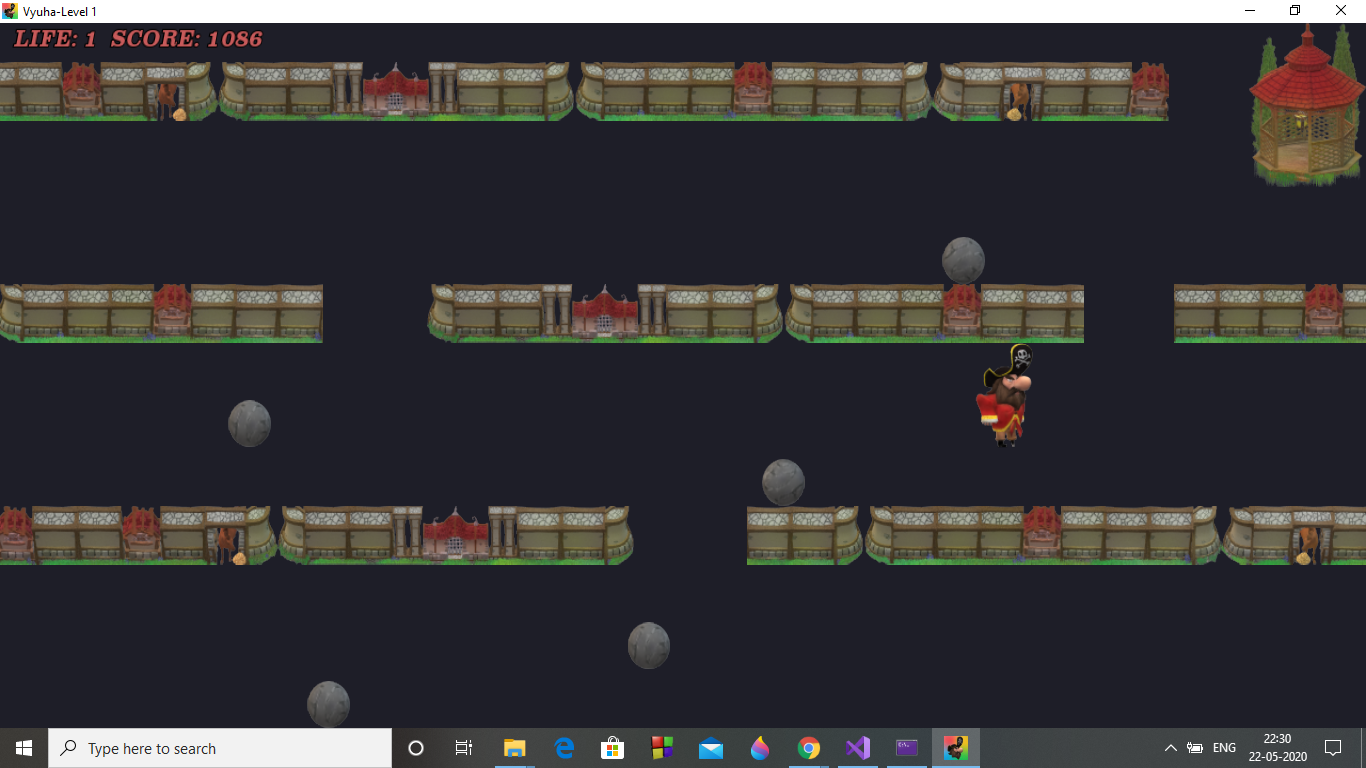 Vyuha-Level 1
LIFE: 1 SCORE: 1086
Type here to search
ENG
22:30
22-05-2020